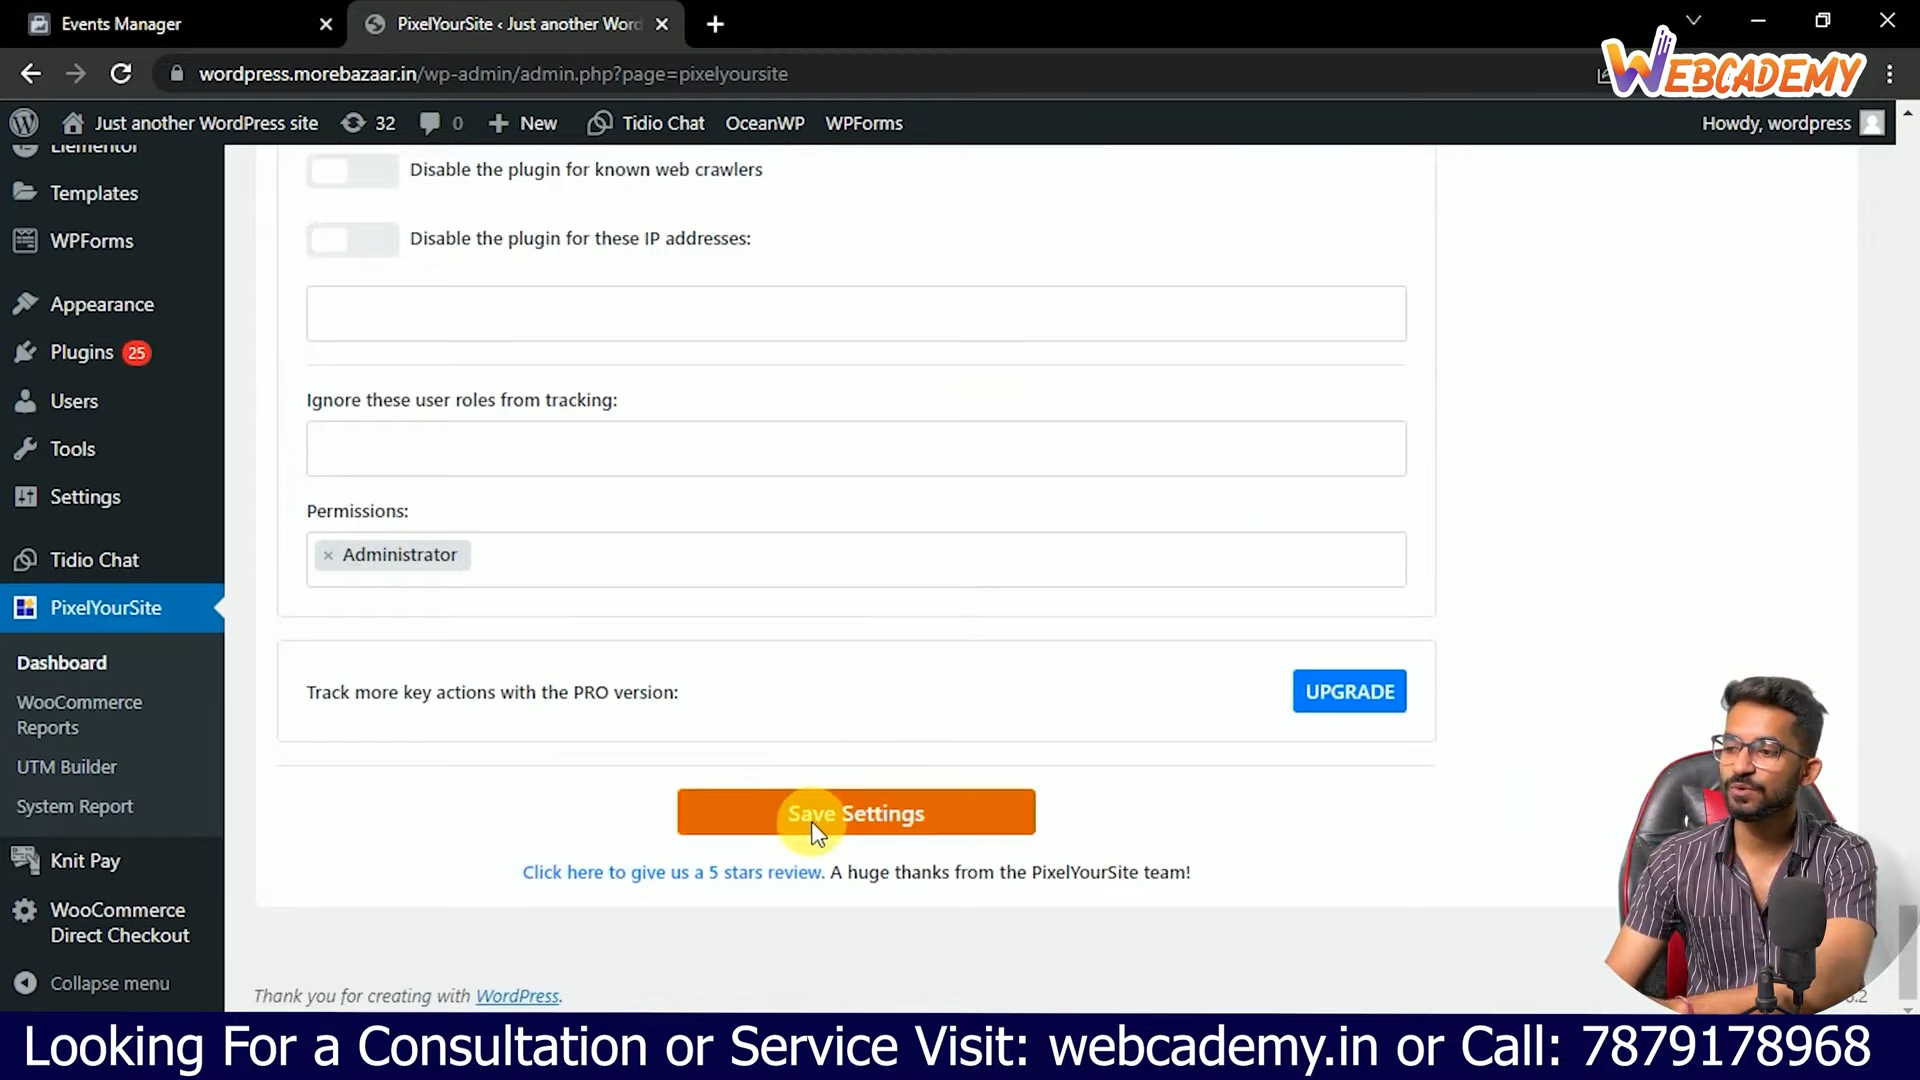 Events Manager
PixelYourSite ‹ Just another Word
wordpress.morebazaar.in/wp-admin/admin.php?page=pixelyoursite
WEBCADEMY
Just another WordPress site
32
0
New
Tidio Chat
OceanWP
WPForms
Howdy, wordpress
Elementor
Templates
WPForms
Appearance
Plugins 25
Users
Tools
Settings
Tidio Chat
PixelYourSite
Dashboard
WooCommerce
Reports
UTM Builder
System Report
Knit Pay
WooCommerce
Direct Checkout
Collapse menu
Disable the plugin for known web crawlers
Disable the plugin for these IP addresses:
Ignore these user roles from tracking:
Permissions:
× Administrator
Track more key actions with the PRO version:
UPGRADE
Save Settings
Click here to give us a 5 stars review. A huge thanks from the PixelYourSite team!
Thank you for creating with WordPress.
Looking For a Consultation or Service Visit: webcademy.in or Call: 7879178968